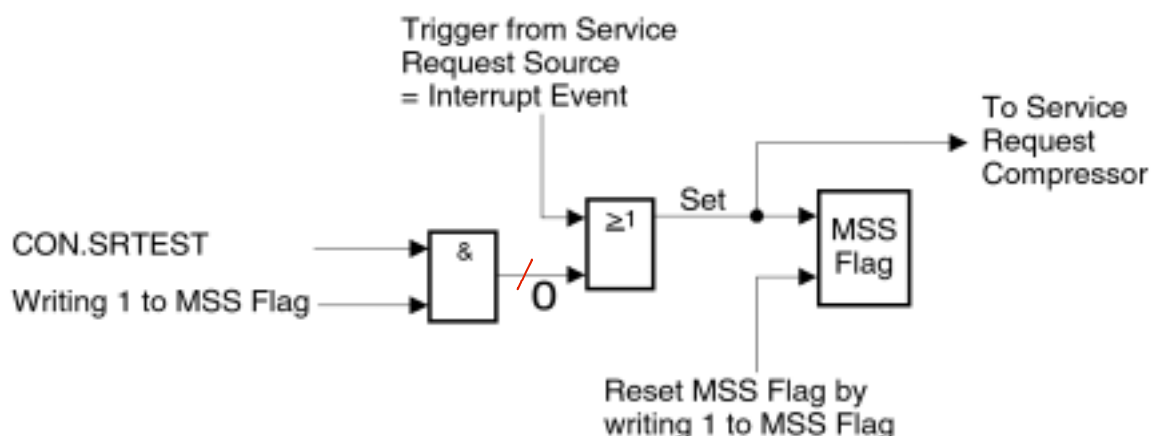 Trigger from Service
Request Source
= Interrupt Event
To Service
Request
Compressor
Set
≥1
MSS
Flag
CON.SRTEST
&
Writing 1 to MSS Flag
0
Reset MSS Flag by
writing 1 to MSS Flag